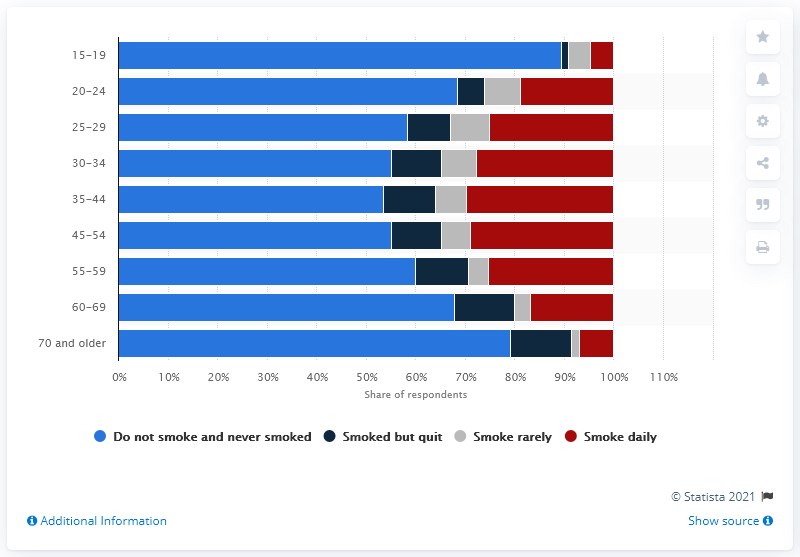 15–19
20–24
25–29
30–34
35–44
45–54
55–59
60–69
70 and older
0% 10% 20% 30% 40% 50% 60% 70% 80% 90% 100% 110%
Share of respondents
Do not smoke and never smoked Smoked but quit Smoke rarely Smoke daily
© Statista 2021
Additional Information Show source